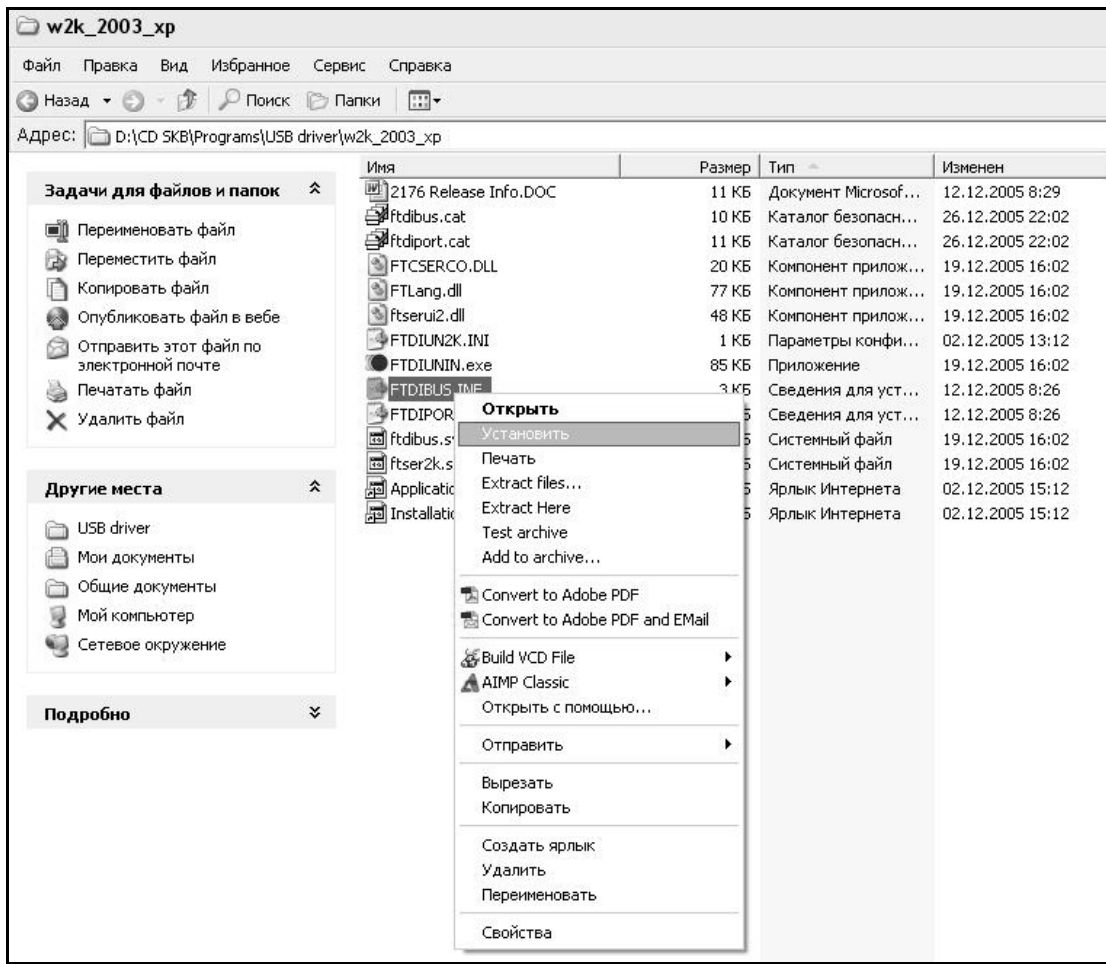 w2k_2003_xp
Файл Правка Вид Избранное Сервис Справка
Назад Поиск Папки
Адрес: D:\CD SKB\Programs\USB driver\w2k_2003_xp
Задачи для файлов и папок
Переименовать файл
Переместить файл
Копировать файл
Опубликовать файл в вебе
Отправить этот файл по
электронной почте
Печатать файл
Удалить файл
Другие места
USB driver
Мои документы
Общие документы
Мой компьютер
Сетевое окружение
Подробно
Имя Размер Тип Изменен
2176 Release Info.DOC 11 КБ Документ Microsof... 12.12.2005 8:29
ftdibus.cat 10 КБ Каталог безопасн... 26.12.2005 22:02
ftdiport.cat 11 КБ Каталог безопасн... 26.12.2005 22:02
FTCSERCO.DLL 20 КБ Компонент прилож... 19.12.2005 16:02
FTLang.dll 77 КБ Компонент прилож... 19.12.2005 16:02
ftserui2.dll 48 КБ Компонент прилож... 19.12.2005 16:02
FTDIUN2K.INI 1 КБ Параметры конфи... 02.12.2005 13:12
FTDIUNIN.exe 85 КБ Приложение 19.12.2005 16:02
FTDIBUS.INF 3 КБ Сведения для уст... 12.12.2005 8:26
FTDIPOR Сведения для уст... 12.12.2005 8:26
ftdibus.s Системный файл 19.12.2005 16:02
ftser2k.s Системный файл 19.12.2005 16:02
Applicatio Ярлык Интернета 02.12.2005 15:12
Installatio Ярлык Интернета 02.12.2005 15:12
Открыть
Установить
Печать
Extract files...
Extract Here
Test archive
Add to archive...
Convert to Adobe PDF
Convert to Adobe PDF and EMail
Build VCD File
AIMP Classic
Открыть с помощью...
Отправить
Вырезать
Копировать
Создать ярлык
Удалить
Переименовать
Свойства